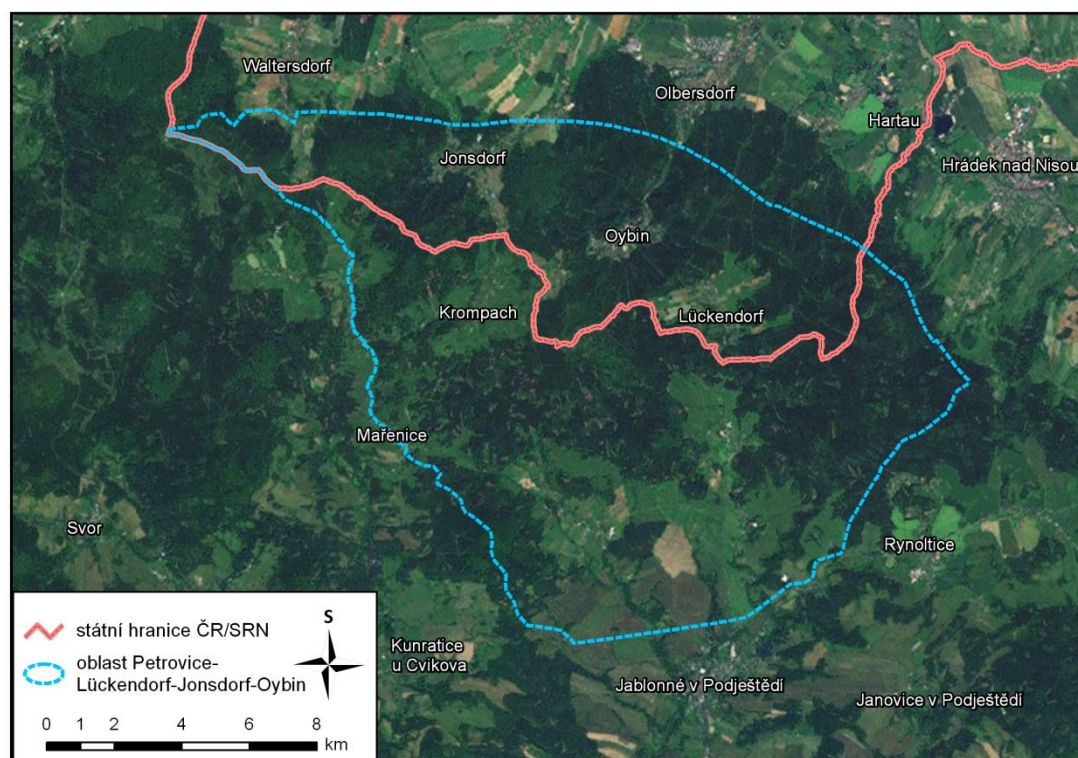 Waltersdorf
Olbersdorf
Hartau
Jonsdorf
Hrádek nad Nisou
Oybin
Krompach
Lückendorf
Mařenice
Svor
Rynoltice
Kunratice
u Cvikova
Jablonné v Podještědí
Janovice v Podještědí
státní hranice ČR/SRN
oblast Petrovice-
Lückendorf-Jonsdorf-Oybin
S
0 1 2 4 6 8
km